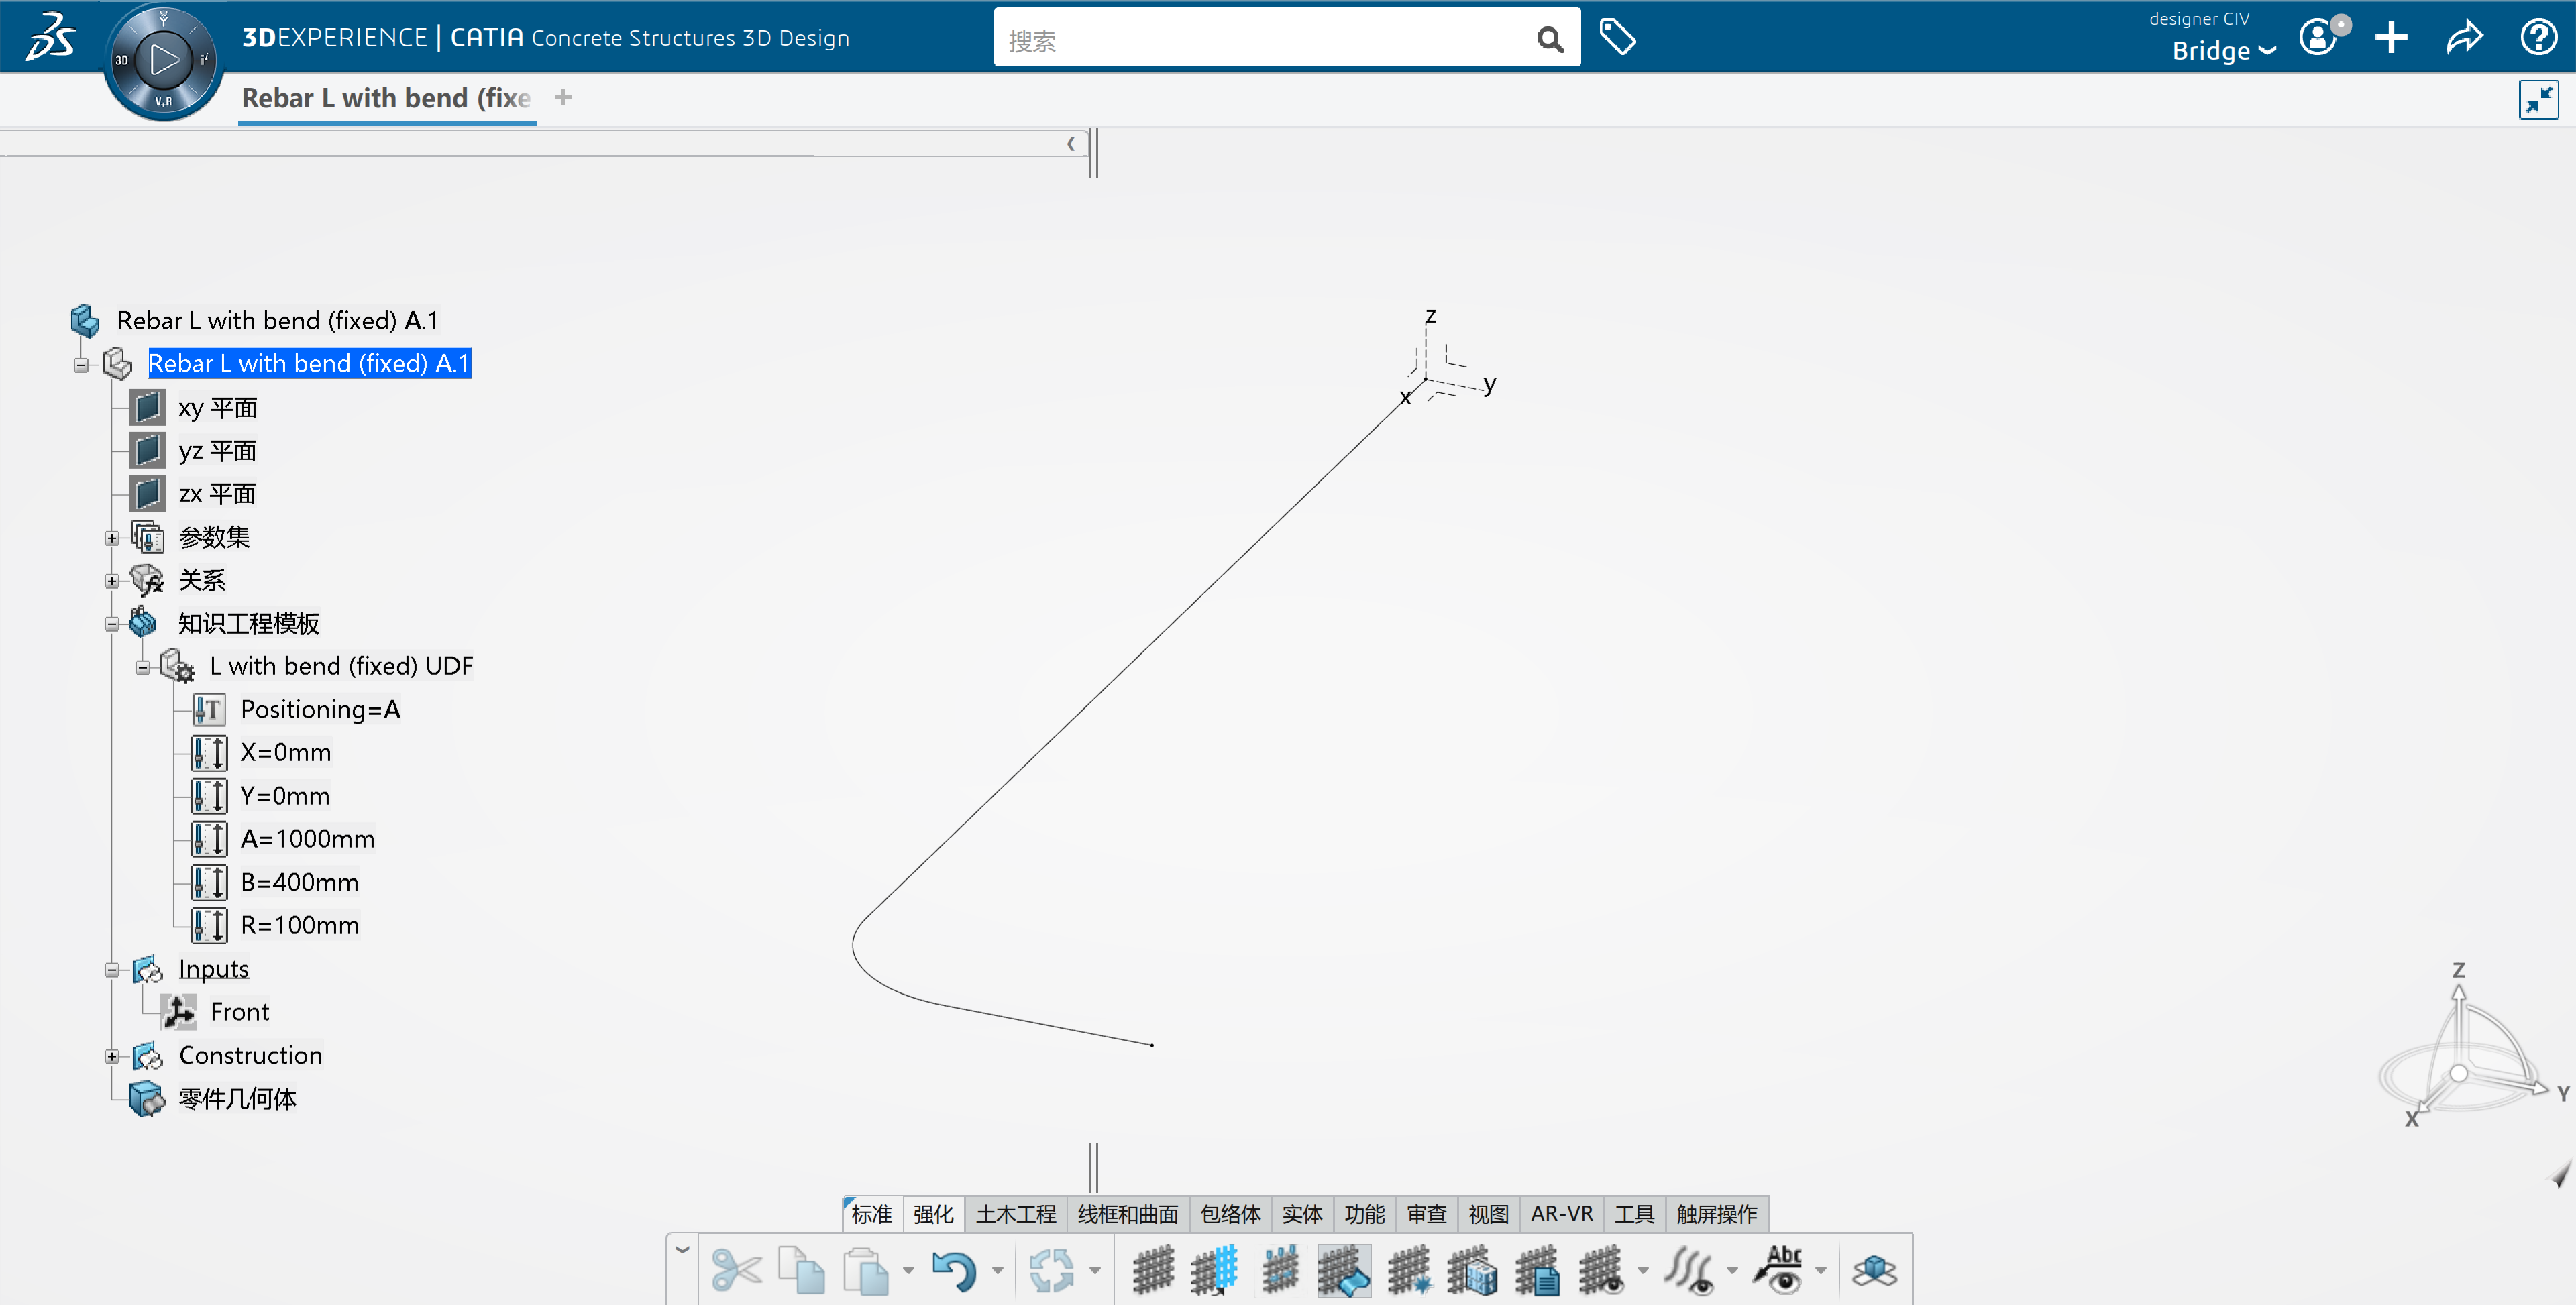 3DEXPERIENCE | CATIA Concrete Structures 3D Design
搜索
designer CIV
Bridge
3D
V,R
i²
Rebar L with bend (fixe
Rebar L with bend (fixed) A.1
Rebar L with bend (fixed) A.1
xy 平面
yz 平面
zx 平面
参数集
关系
知识工程模板
L with bend (fixed) UDF
Positioning=A
X=0mm
Y=0mm
A=1000mm
B=400mm
R=100mm
Inputs
Front
Construction
零件几何体
z
y
x
Z
Y
X
标准 强化 土木工程 线框和曲面 包络体 实体 功能 审查 视图 AR-VR 工具 触屏操作
Abc